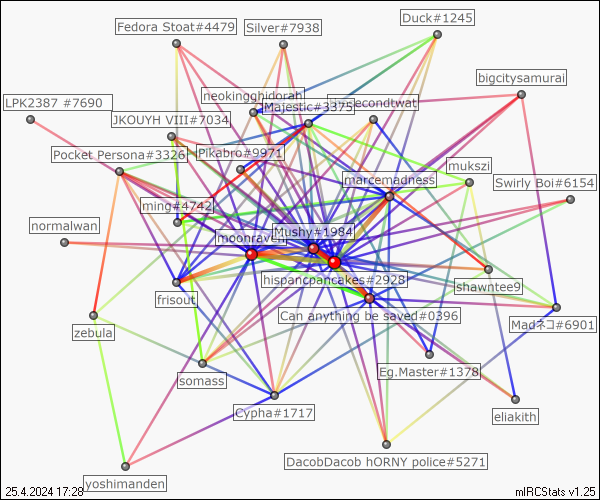 Duck#1245
Fedora Stoat#4479
Silver#7938
bigcitysamurai
neokingghidorah
LPK2387 #7690
Majestic#3375
secondtwat
JKOUYH VIII#7034
Pocket Persona#3326
Pikabro#9971
mukszi
marcemadness
Swirly Boi#6154
ming#4742
normalwan
Mushy#1984
moonraven
hispancpancakes#2928
shawntee9
frisout
Can anything be saved#0396
Madネコ#6901
zebula
Eg.Master#1378
somass
Cypha#1717
eliakith
DacobDacob hORNY police#5271
yoshimanden
25.4.2024 17:28
mIRCStats v1.25